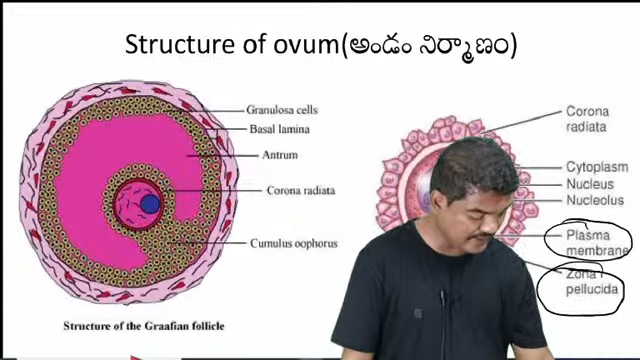 Structure of ovum(అండం నిర్మాణం)
Granulosa cells
Basal lamina
Antrum
Corona radiata
Cumulus oophorus
Structure of the Graafian follicle
Corona
radiata
Cytoplasm
Nucleus
Nucleolus
Plasma
membrane
Zona
pellucida